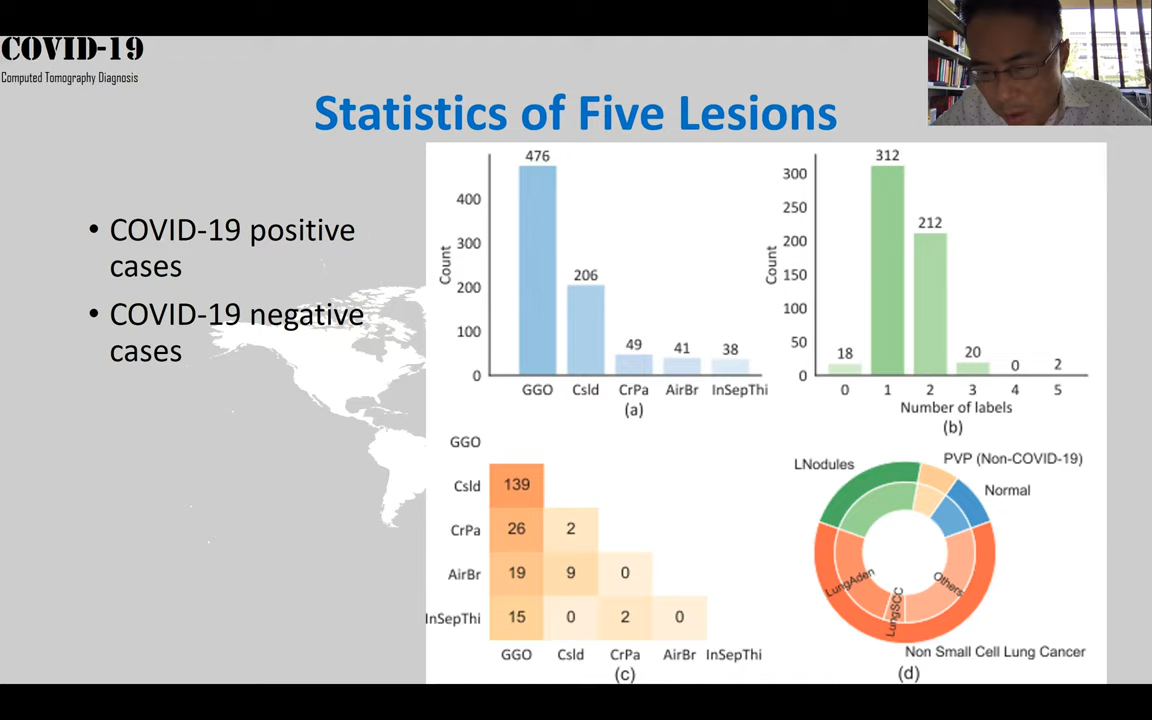 COVID-19
Computed Tomography Diagnosis
Statistics of Five Lesions
• COVID-19 positive
cases
• COVID-19 negative
cases
476
400
300
200
100
0
Count
206
49
41
38
GGO Csld CrPa AirBr InSepThi
(a)
312
300
250
200
150
100
50
0
Count
212
18
20
0
2
0 1 2 3 4 5
Number of labels
(b)
GGO
Csld 139
CrPa 26 2
AirBr 19 9 0
InSepThi 15 0 2 0
GGO Csld CrPa AirBr InSepThi
(c)
LNodules
PVP (Non-COVID-19)
Normal
LungAden
LungSCC
Others
Non Small Cell Lung Cancer
(d)